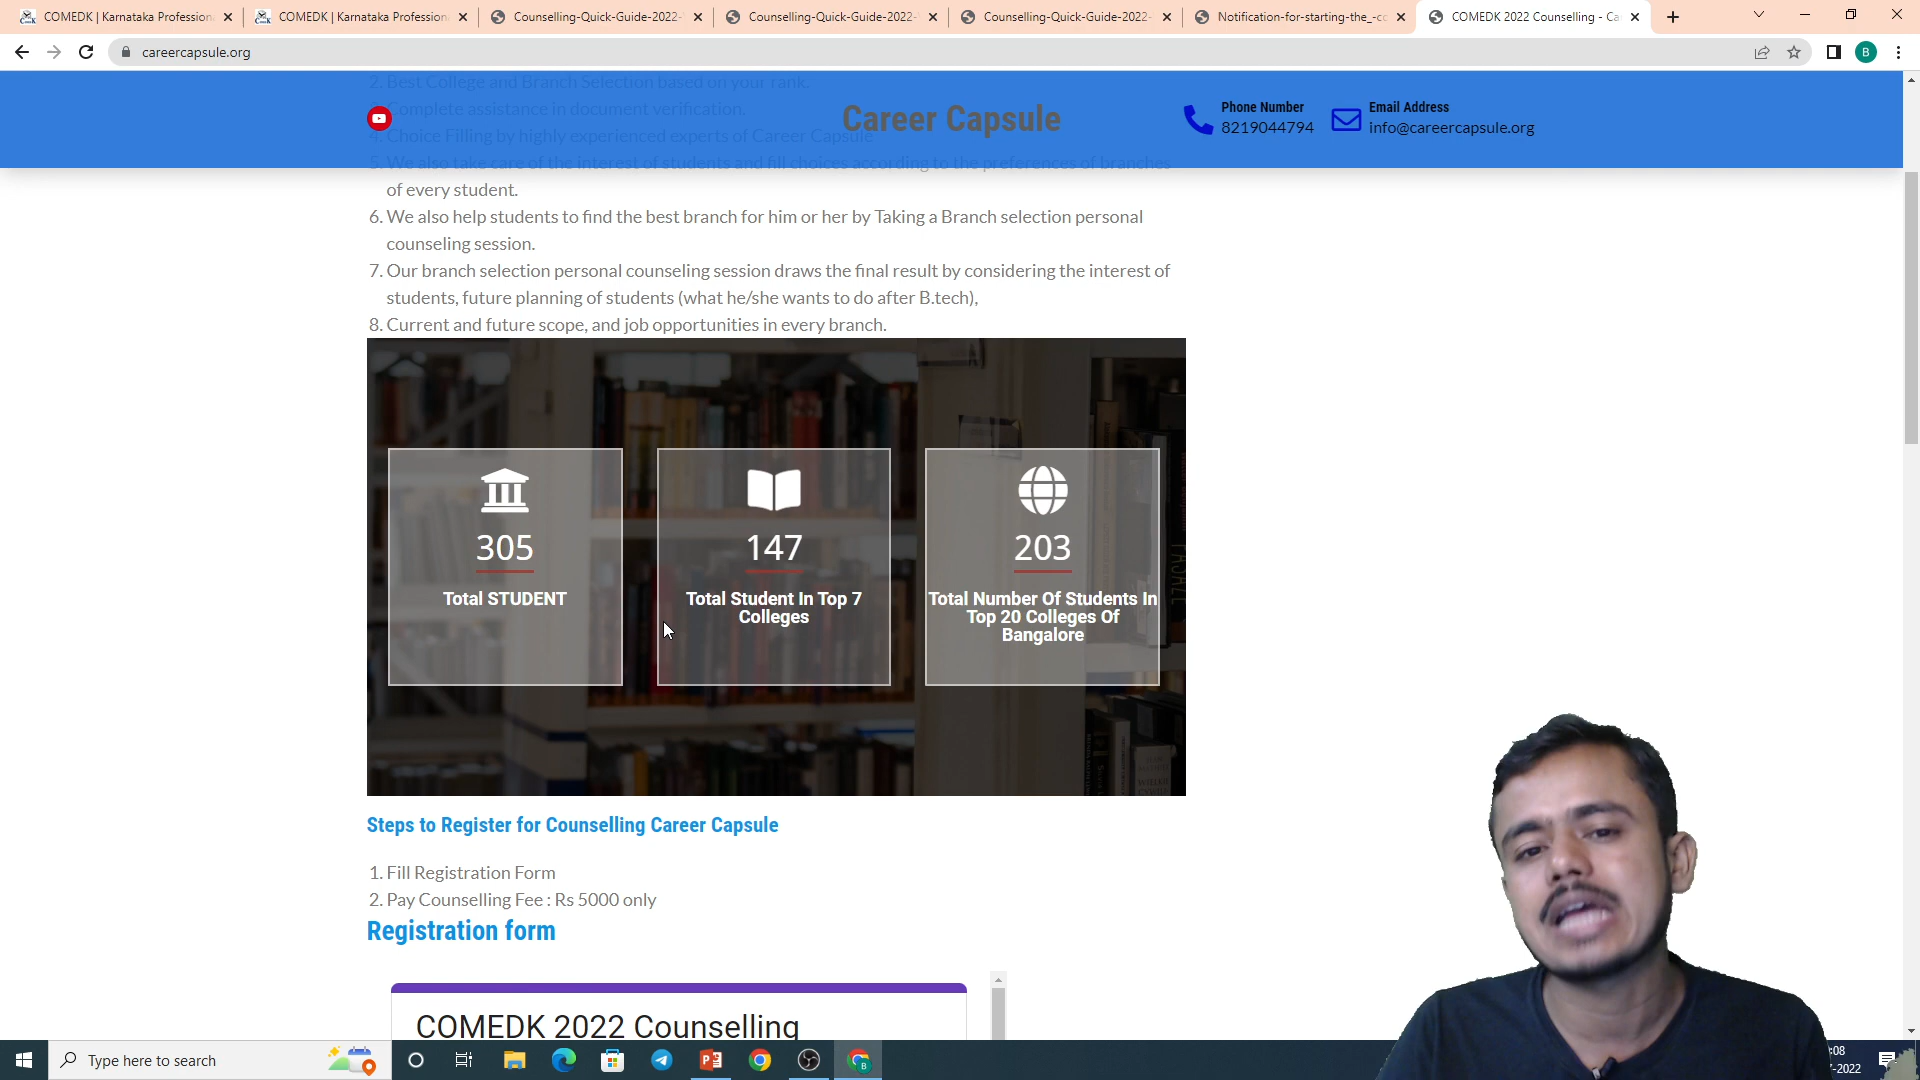 COMEDK | Karnataka Profession
COMEDK | Karnataka Profession
Counselling-Quick-Guide-2022-
Counselling-Quick-Guide-2022-
Counselling-Quick-Guide-2022-
Notification-for-starting-the_-co
COMEDK 2022 Counselling - Ca
careercapsule.org
B
2. Best College and Branch Selection based on your rank.
Complete assistance in document verification.
4. Choice Filling by highly experienced experts of Career Capsule
Career Capsule
Phone Number
8219044794
Email Address
info@careercapsule.org
5. We also take care of the interest of students and fill choices according to the preferences of branches
of every student.
6. We also help students to find the best branch for him or her by Taking a Branch selection personal
counseling session.
7. Our branch selection personal counseling session draws the final result by considering the interest of
students, future planning of students (what he/she wants to do after B.tech),
8. Current and future scope, and job opportunities in every branch.
305
Total STUDENT
147
Total Student In Top 7
Colleges
203
Total Number Of Students In
Top 20 Colleges Of
Bangalore
Steps to Register for Counselling Career Capsule
1. Fill Registration Form
2. Pay Counselling Fee : Rs 5000 only
Registration form
COMEDK 2022 Counselling
Type here to search
:08
-2022